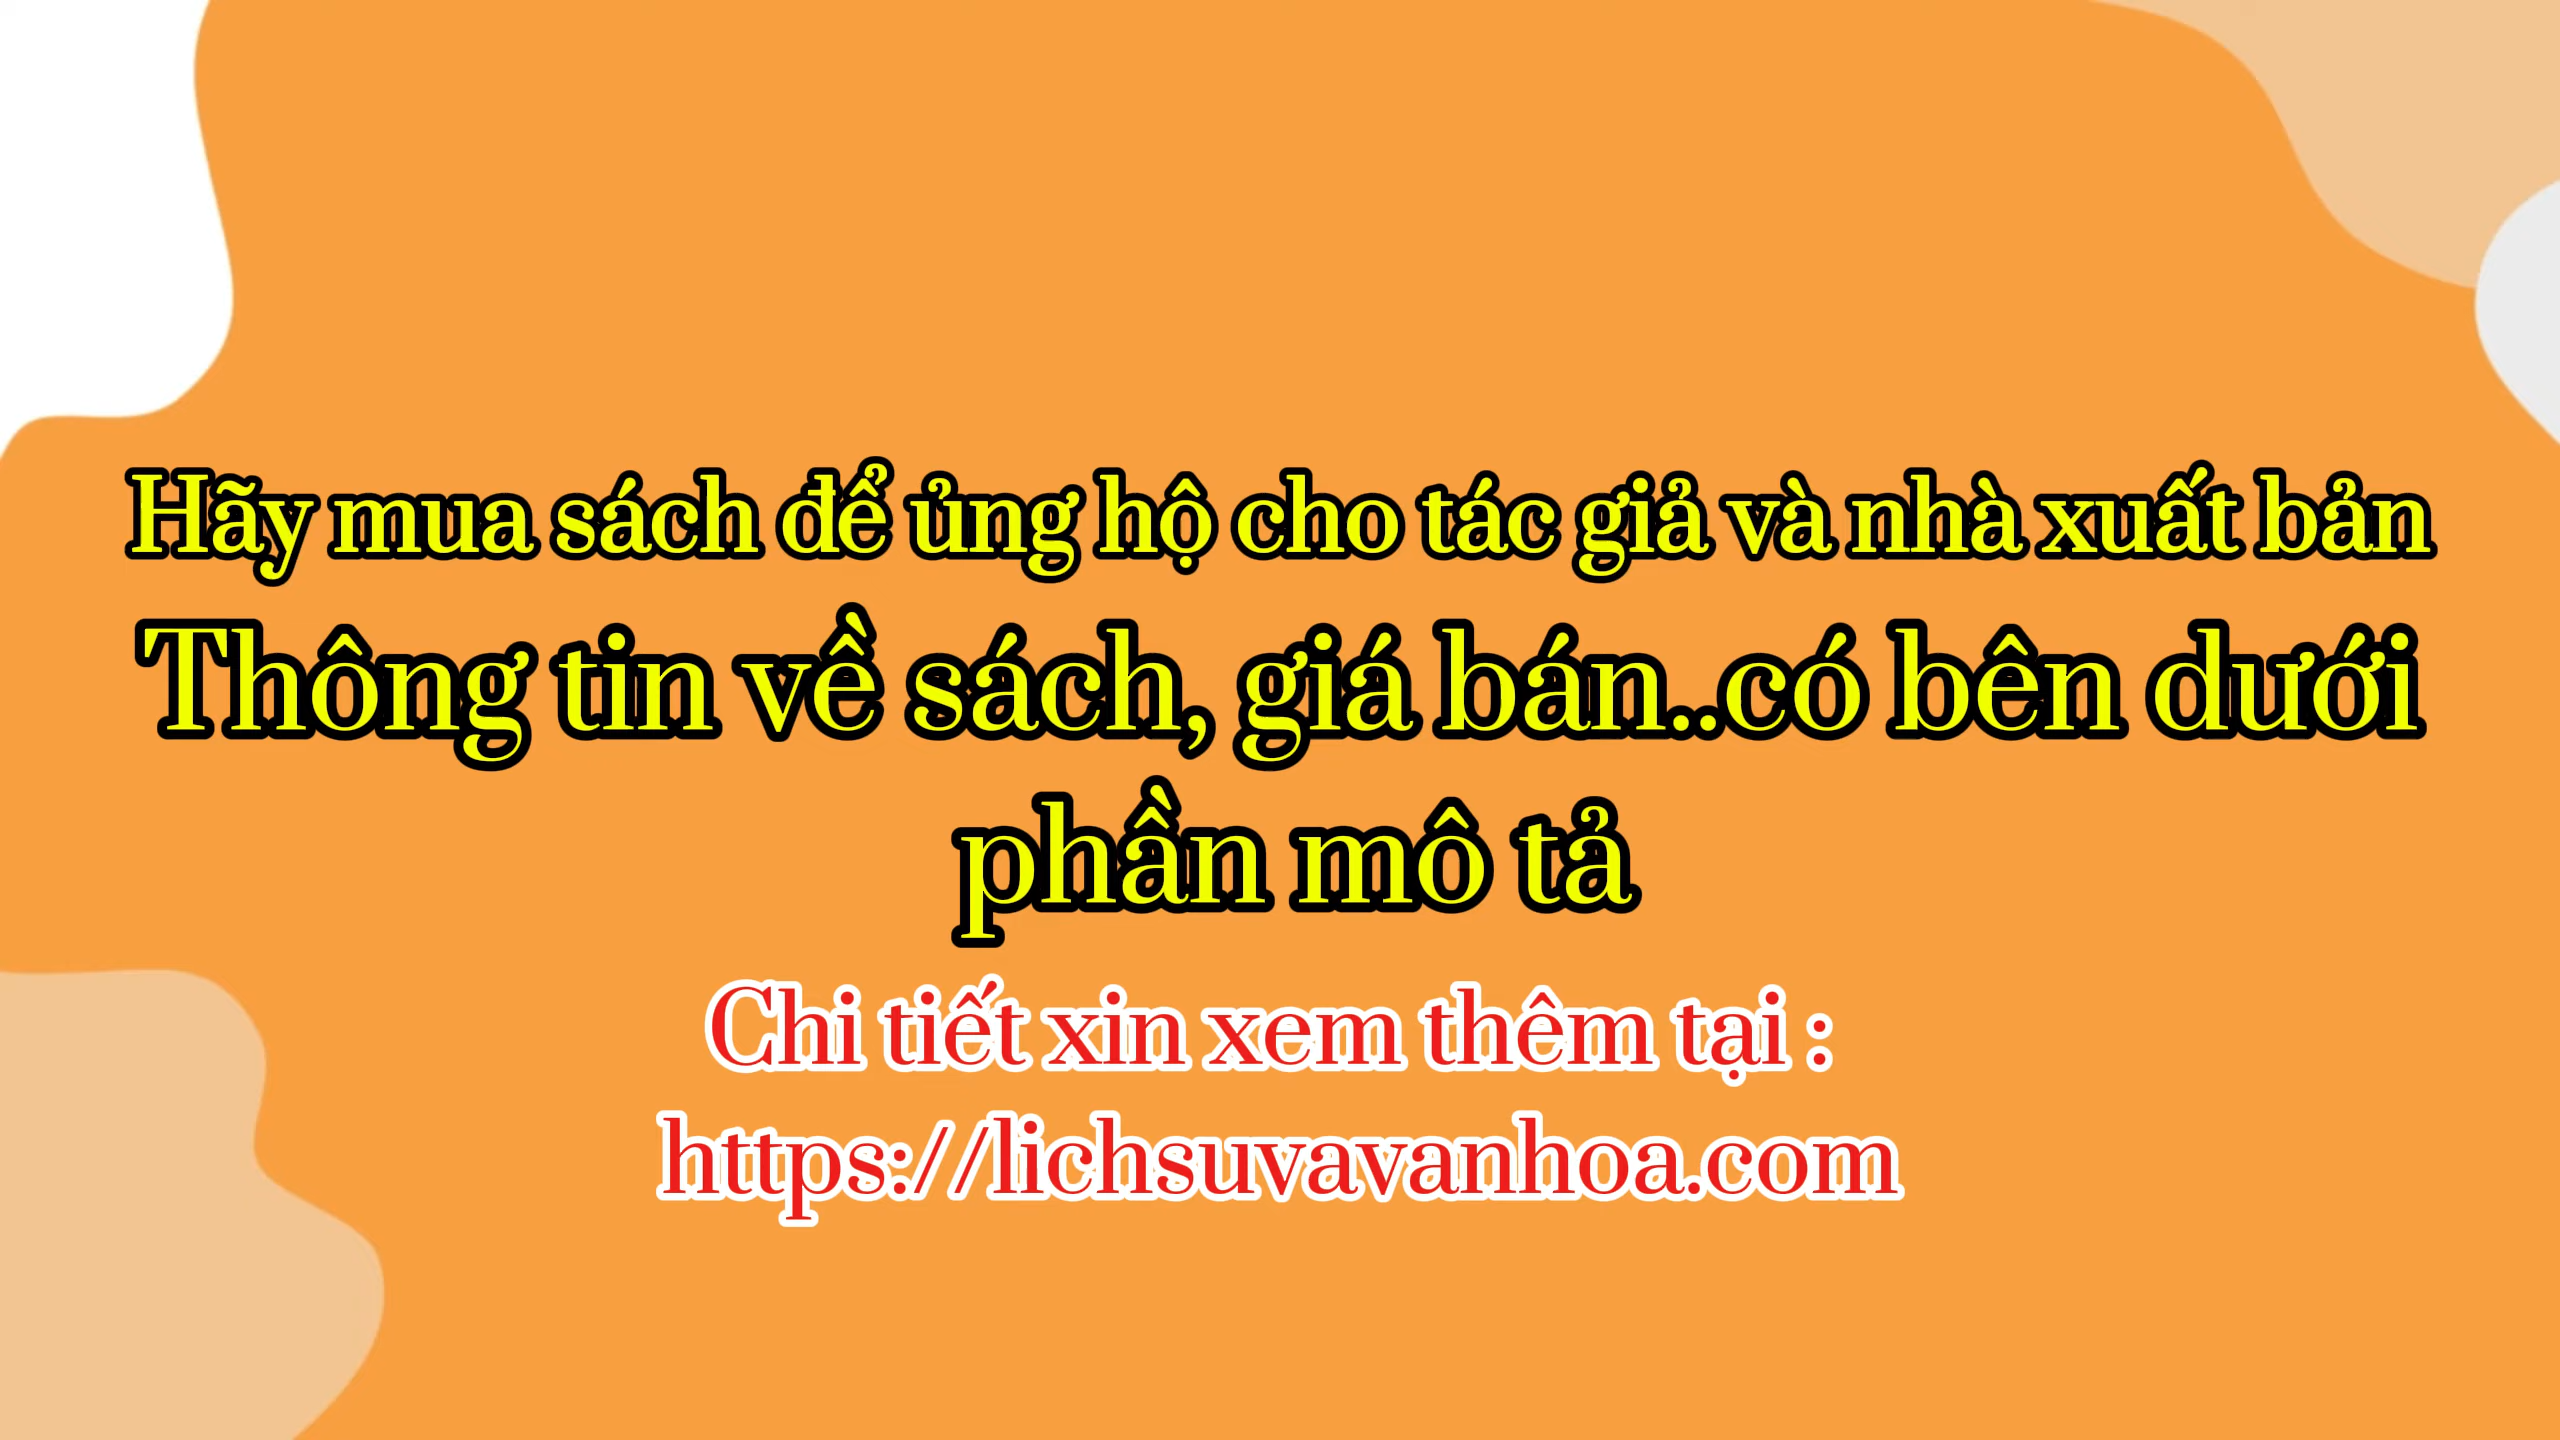 Hãy mua sách để ủng hộ cho tác giả và nhà xuất bản
Thông tin về sách, giá bán..có bên dưới
phần mô tả
Chi tiết xin xem thêm tại :
https://lichsuvavanhoa.com